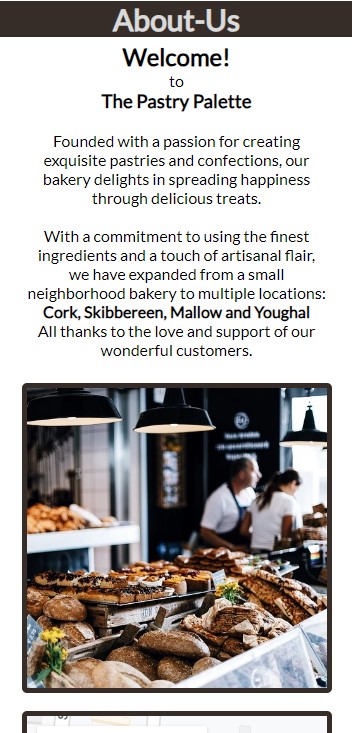 About-Us
Welcome!
to
The Pastry Palette
Founded with a passion for creating
exquisite pastries and confections, our
bakery delights in spreading happiness
through delicious treats.
With a commitment to using the finest
ingredients and a touch of artisanal flair,
we have expanded from a small
neighborhood bakery to multiple locations:
Cork, Skibbereen, Mallow and Youghal
All thanks to the love and support of our
wonderful customers.